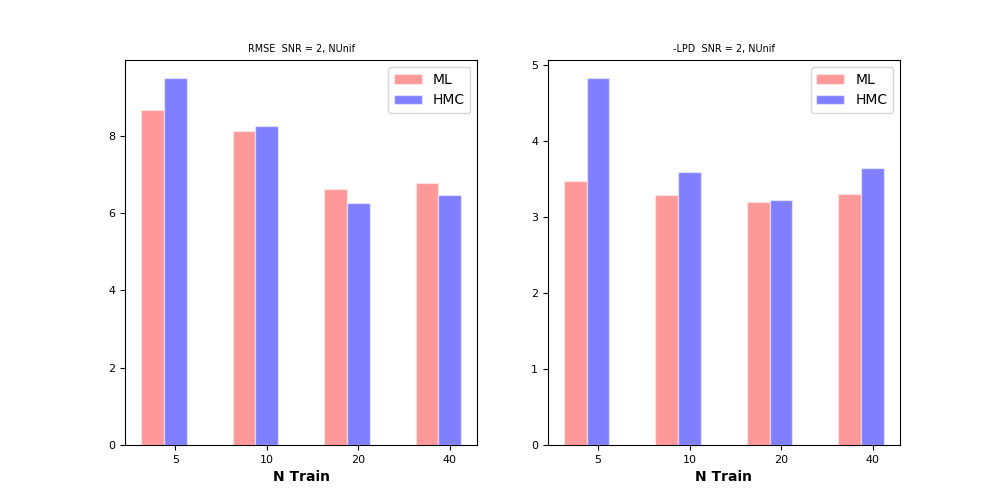 RMSE SNR = 2, NUnif
ML
HMC
8
6
4
2
0
5 10 20 40
N Train
-LPD SNR = 2, NUnif
ML
HMC
5
4
3
2
1
0
5 10 20 40
N Train